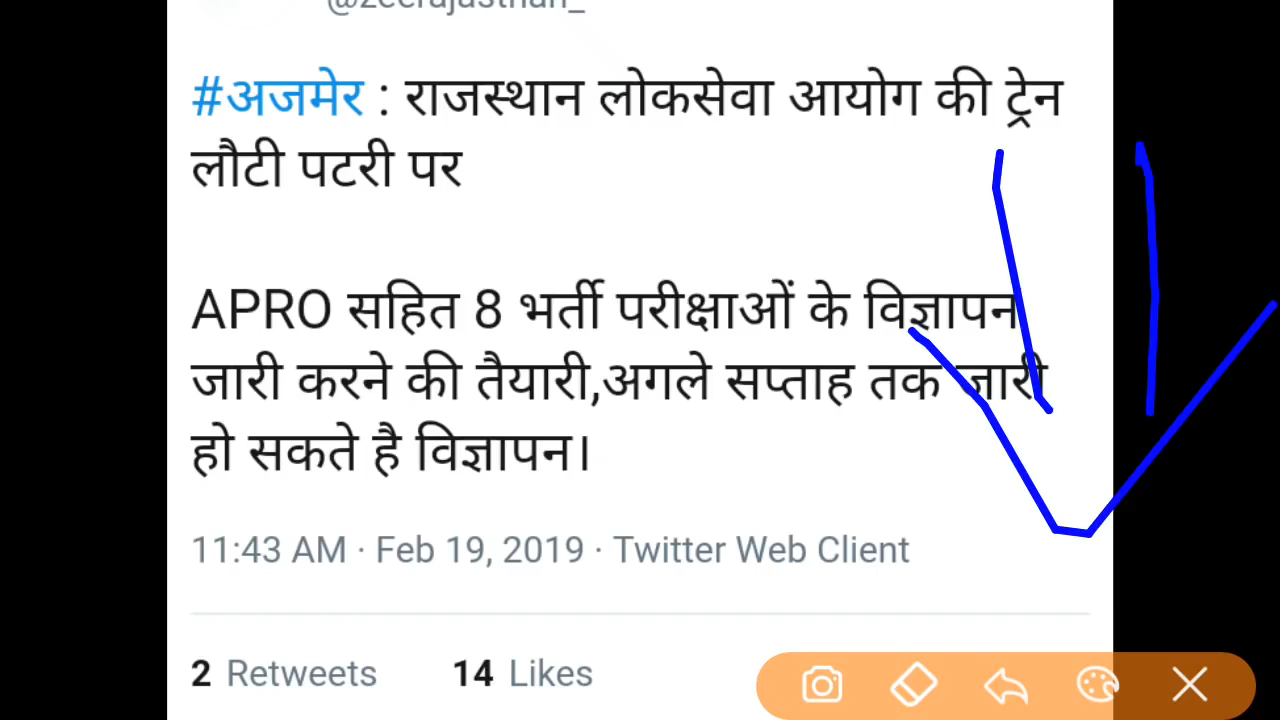 @zeerajasthan_
#अजमेर : राजस्थान लोकसेवा आयोग की ट्रेन
लौटी पटरी पर
APRO सहित 8 भर्ती परीक्षाओं के विज्ञापन
जारी करने की तैयारी,अगले सप्ताह तक जारी
हो सकते है विज्ञापन।
11:43 AM · Feb 19, 2019 · Twitter Web Client
2 Retweets 14 Likes